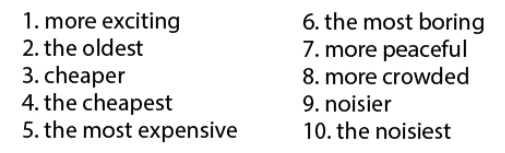 1. more exciting
2. the oldest
3. cheaper
4. the cheapest
5. the most expensive
6. the most boring
7. more peaceful
8. more crowded
9. noisier
10. the noisiest